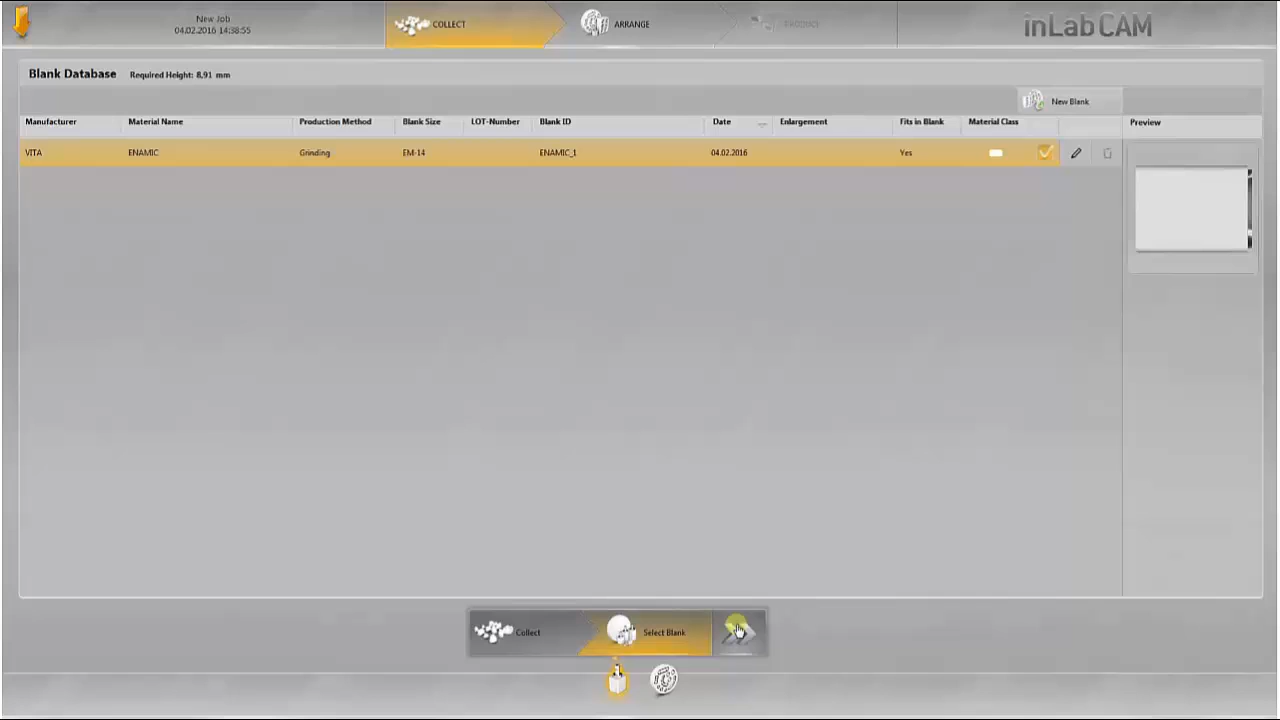 New Job
04.02.2016 14:38:55
COLLECT
ARRANGE
inLab CAM
Blank Database Required Height: 8,91 mm
New Blank
Manufacturer Material Name Production Method Blank Size LOT-Number Blank ID Date Enlargement Fits in Blank Material Class Preview
VITA ENAMIC Grinding EM-14 ENAMIC_1 04.02.2016 Yes
Collect Select Blank